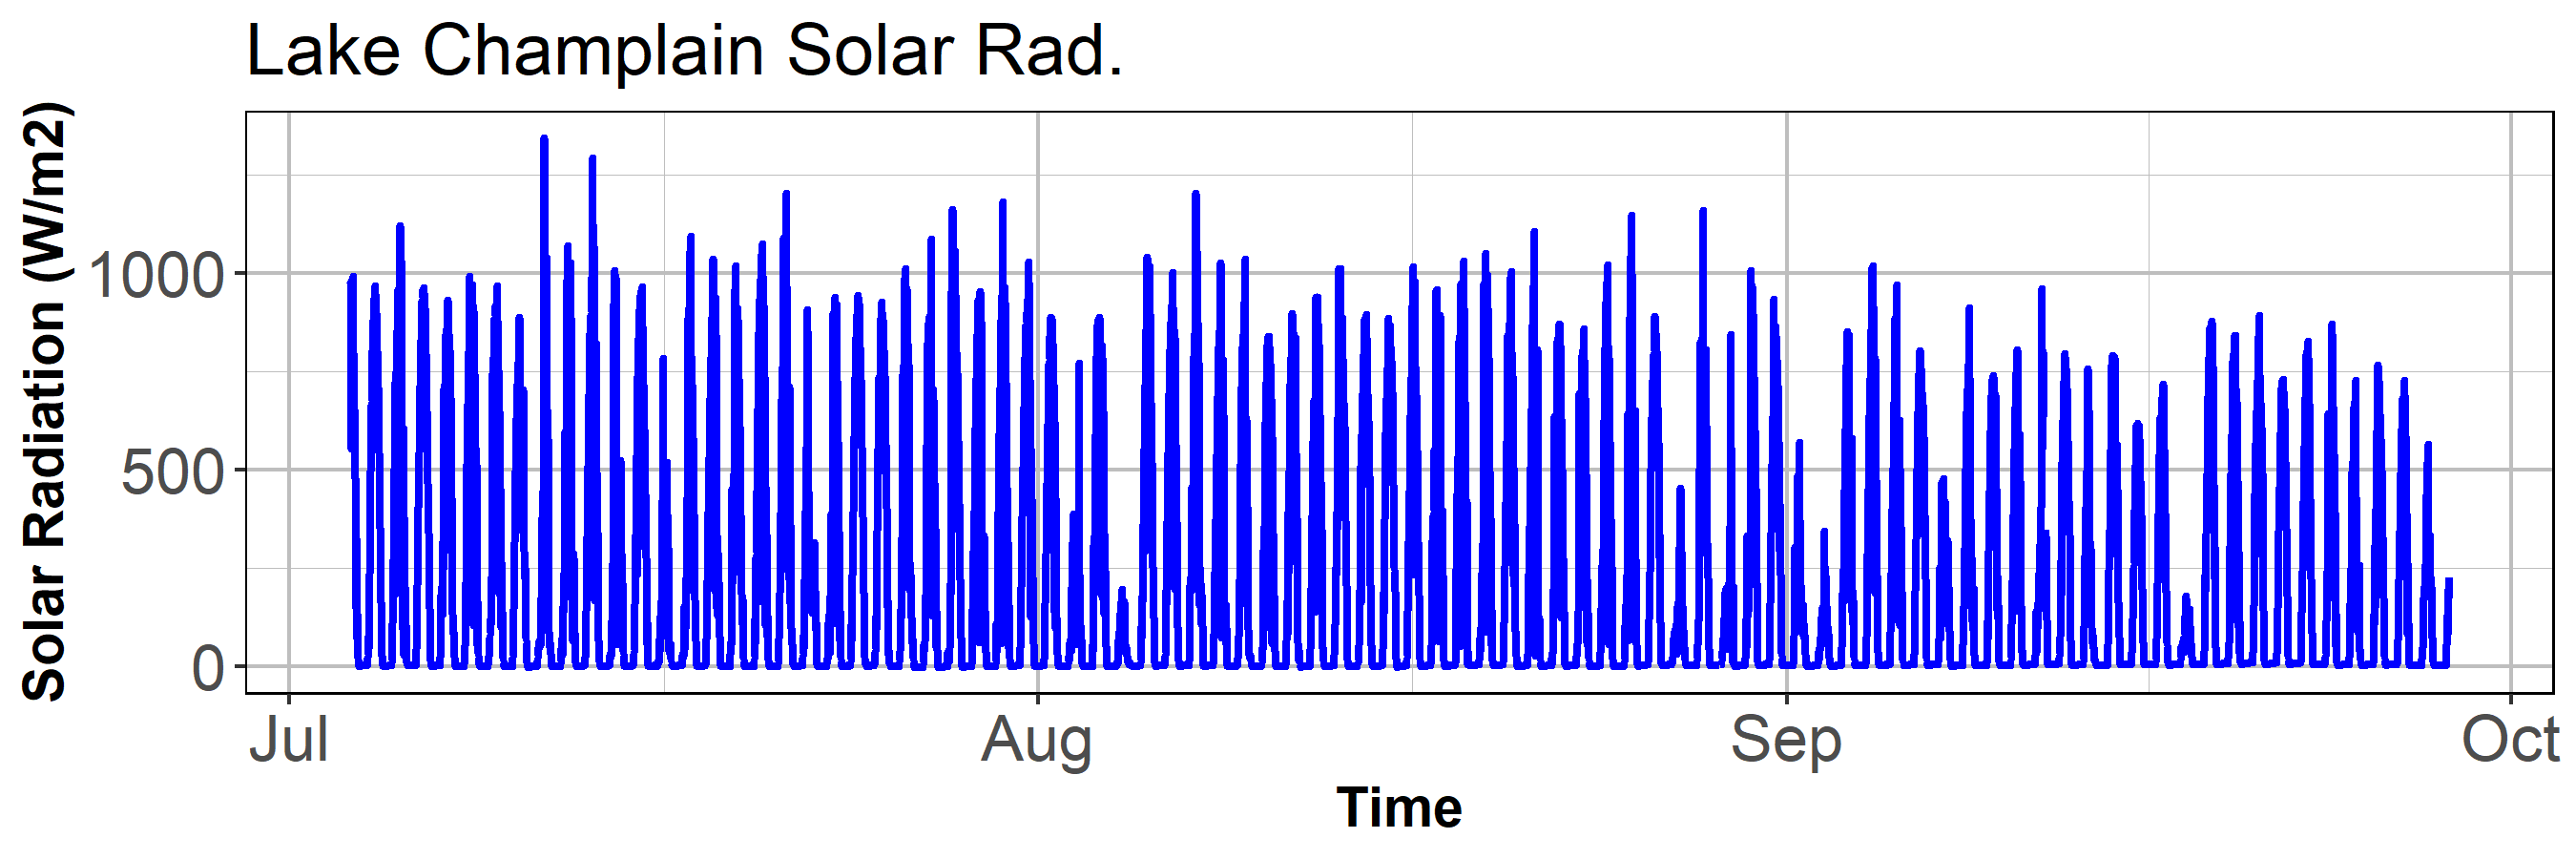 Lake Champlain Solar Rad.
Solar Radiation (W/m2)
1000
500
0
Jul Aug Sep Oct
Time